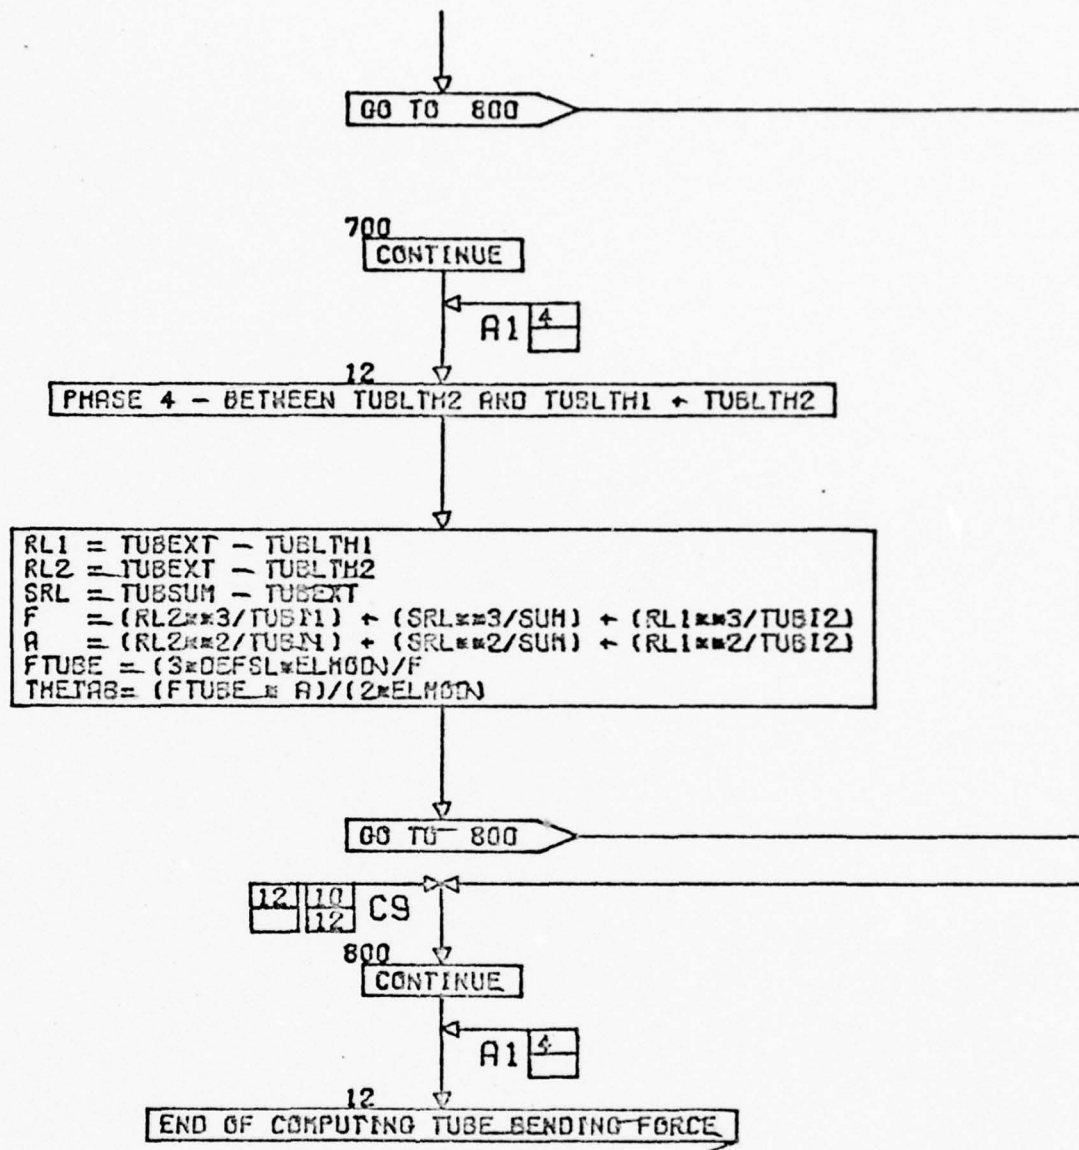 GO TO 800
700
CONTINUE
A1 4
12
PHASE 4 - BETWEEN TUBLTH2 AND TUBLTH1 + TUBLTH2
RL1 = TUBEXT - TUBLTH1
RL2 = TUBEXT - TUBLTH2
SRL = TUBSUM - TUBEXT
F = (RL2**3/TUBI1) + (SRL**3/SUM) + (RL1**3/TUBI2)
A = (RL2**2/TUBI1) + (SRL**2/SUM) + (RL1**2/TUBI2)
FTUBE = (3*DEFSL*ELMOD)/F
THETAB= (FTUBE * A)/(2*ELMOD)
GO TO 800
12 10 C9
12
800
CONTINUE
A1 4
12
END OF COMPUTING TUBE BENDING FORCE